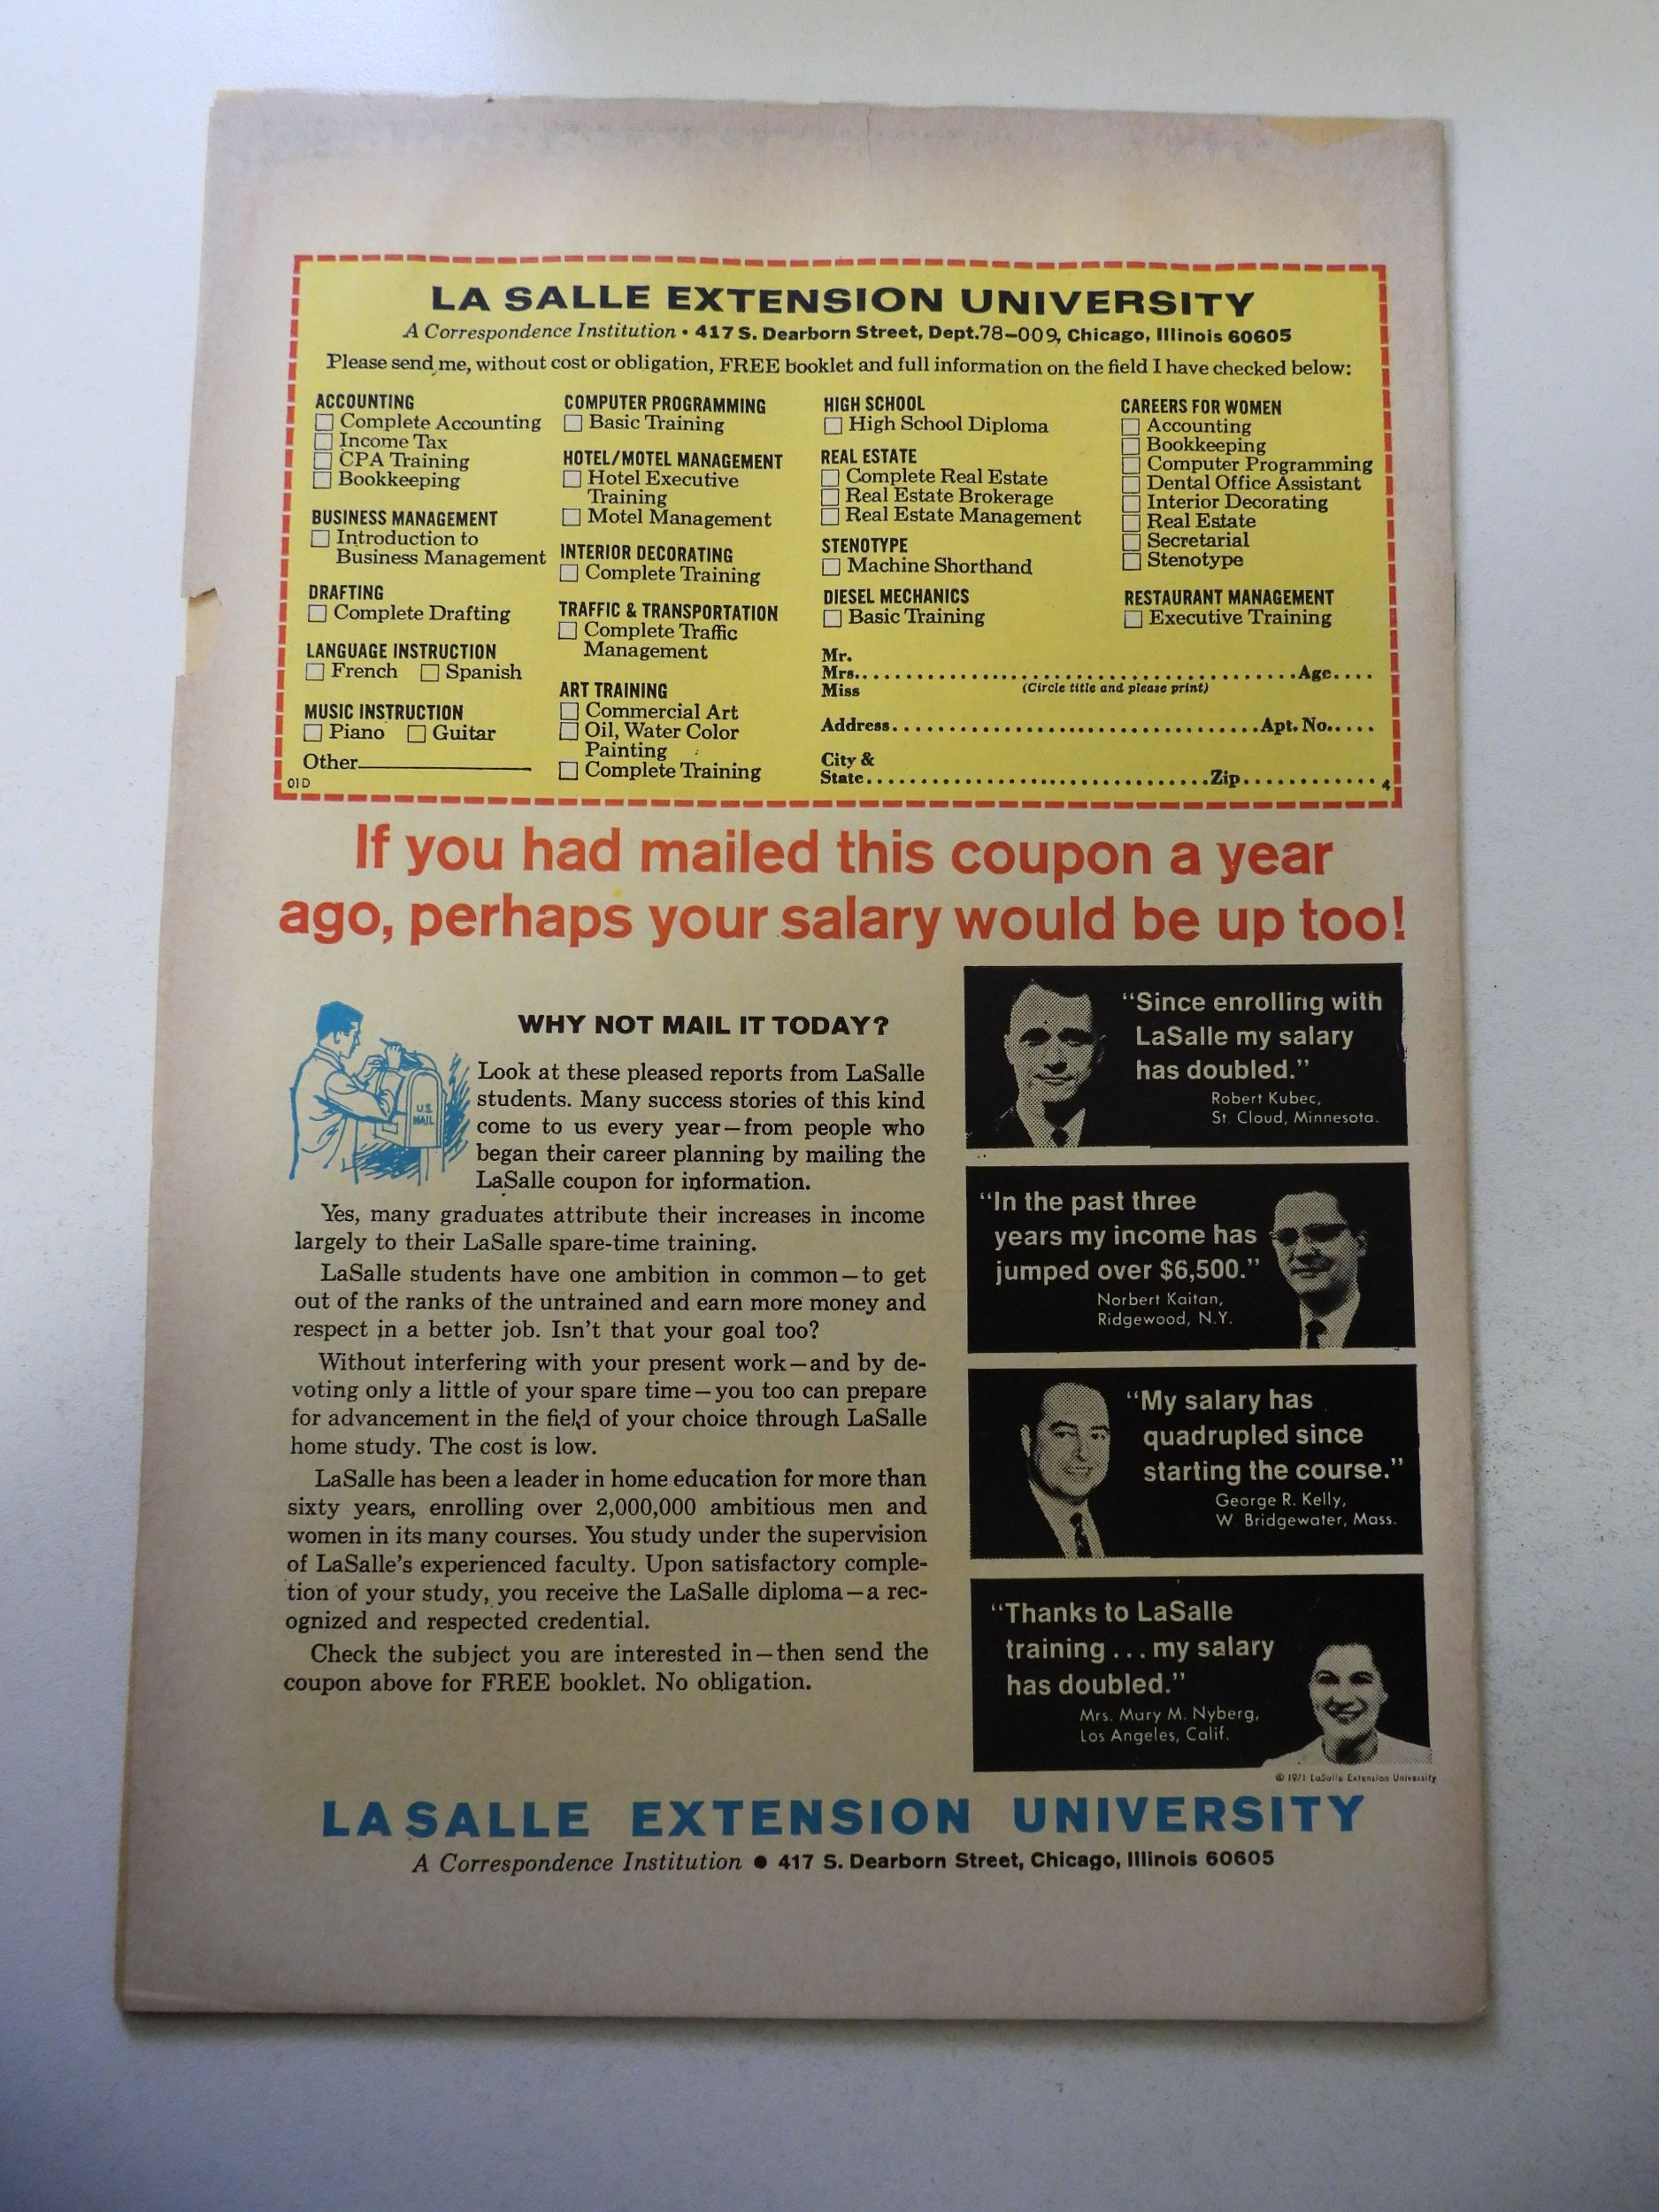 LA SALLE EXTENSION UNIVERSITY
A Correspondence Institution • 417 S. Dearborn Street, Dept.78–009, Chicago, Illinois 60605
Please send me, without cost or obligation, FREE booklet and full information on the field I have checked below:
ACCOUNTING
Complete Accounting
Income Tax
CPA Training
Bookkeeping
BUSINESS MANAGEMENT
Introduction to
Business Management
DRAFTING
Complete Drafting
LANGUAGE INSTRUCTION
French Spanish
MUSIC INSTRUCTION
Piano Guitar
Other
01D
COMPUTER PROGRAMMING
Basic Training
HOTEL/MOTEL MANAGEMENT
Hotel Executive
Training
Motel Management
INTERIOR DECORATING
Complete Training
TRAFFIC & TRANSPORTATION
Complete Traffic
Management
ART TRAINING
Commercial Art
Oil, Water Color
Painting
Complete Training
HIGH SCHOOL
High School Diploma
REAL ESTATE
Complete Real Estate
Real Estate Brokerage
Real Estate Management
STENOTYPE
Machine Shorthand
DIESEL MECHANICS
Basic Training
CAREERS FOR WOMEN
Accounting
Bookkeeping
Computer Programming
Dental Office Assistant
Interior Decorating
Real Estate
Secretarial
Stenotype
RESTAURANT MANAGEMENT
Executive Training
Mr.
Mrs. Age
Miss (Circle title and please print)
Address Apt. No.
City &
State Zip 4
If you had mailed this coupon a year
ago, perhaps your salary would be up too!
U.S.
MAIL
WHY NOT MAIL IT TODAY?
Look at these pleased reports from LaSalle
students. Many success stories of this kind
come to us every year—from people who
began their career planning by mailing the
LaSalle coupon for information.
Yes, many graduates attribute their increases in income
largely to their LaSalle spare-time training.
LaSalle students have one ambition in common—to get
out of the ranks of the untrained and earn more money and
respect in a better job. Isn't that your goal too?
Without interfering with your present work—and by de-
voting only a little of your spare time—you too can prepare
for advancement in the field of your choice through LaSalle
home study. The cost is low.
LaSalle has been a leader in home education for more than
sixty years, enrolling over 2,000,000 ambitious men and
women in its many courses. You study under the supervision
of LaSalle's experienced faculty. Upon satisfactory comple-
tion of your study, you receive the LaSalle diploma—a rec-
ognized and respected credential.
Check the subject you are interested in—then send the
coupon above for FREE booklet. No obligation.
"Since enrolling with
LaSalle my salary
has doubled."
Robert Kubec,
St. Cloud, Minnesota.
"In the past three
years my income has
jumped over $6,500."
Norbert Kaitan,
Ridgewood, N.Y.
"My salary has
quadrupled since
starting the course."
George R. Kelly,
W. Bridgewater, Mass.
"Thanks to LaSalle
training . . . my salary
has doubled."
Mrs. Mary M. Nyberg,
Los Angeles, Calif.
© 1971 LaSalle Extension University
LA SALLE EXTENSION UNIVERSITY
A Correspondence Institution • 417 S. Dearborn Street, Chicago, Illinois 60605